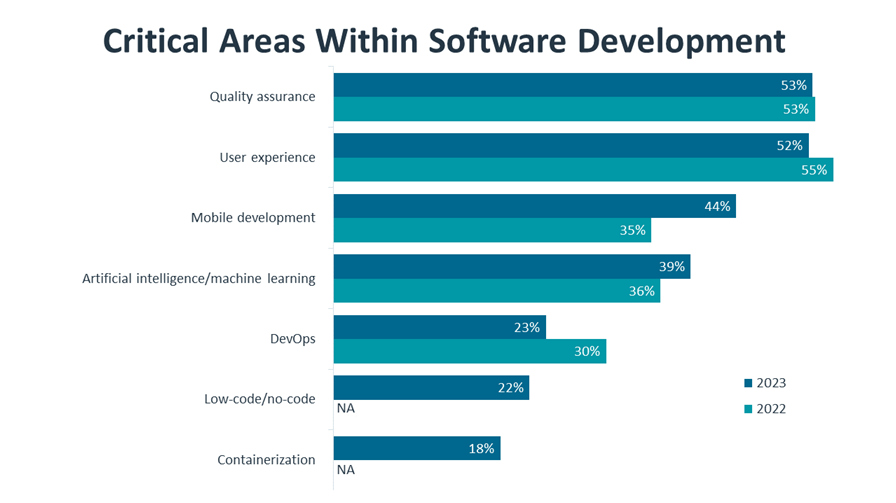 Critical Areas Within Software Development
Quality assurance
53%
53%
User experience
52%
55%
Mobile development
44%
35%
Artificial intelligence/machine learning
39%
36%
DevOps
23%
30%
Low-code/no-code
22%
NA
Containerization
18%
NA
2023
2022